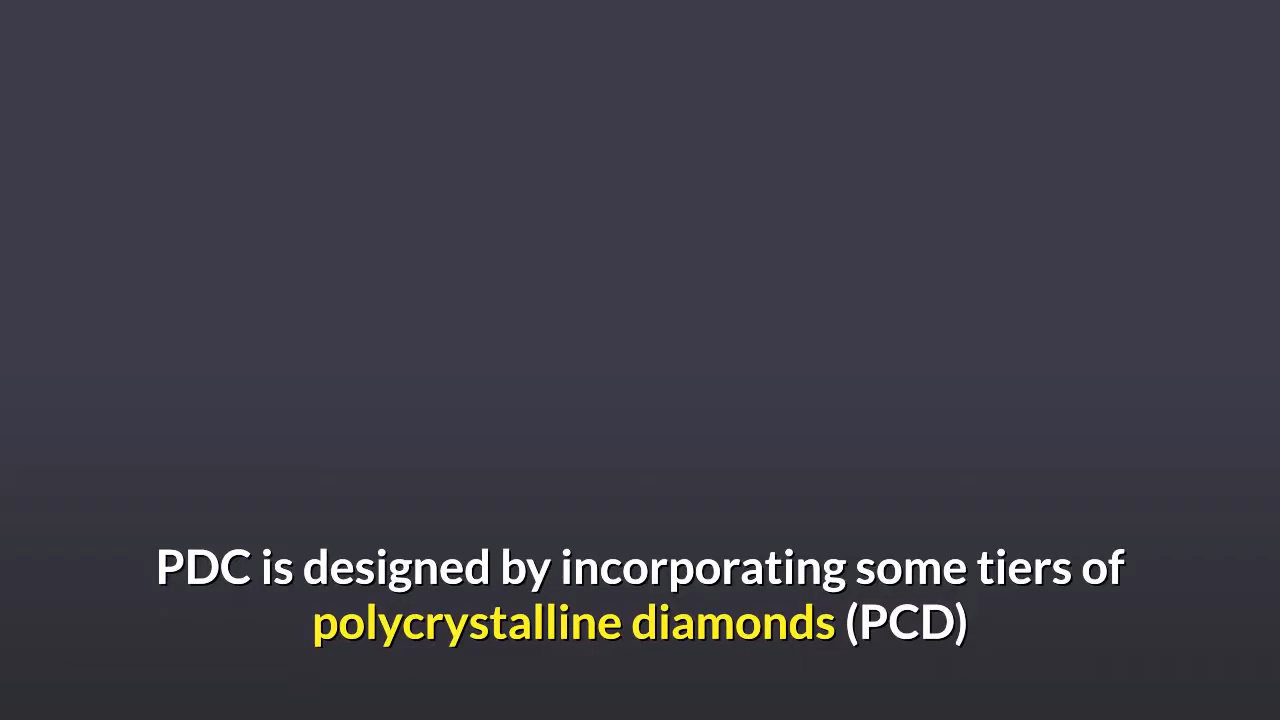 PDC is designed by incorporating some tiers of
polycrystalline diamonds (PCD)